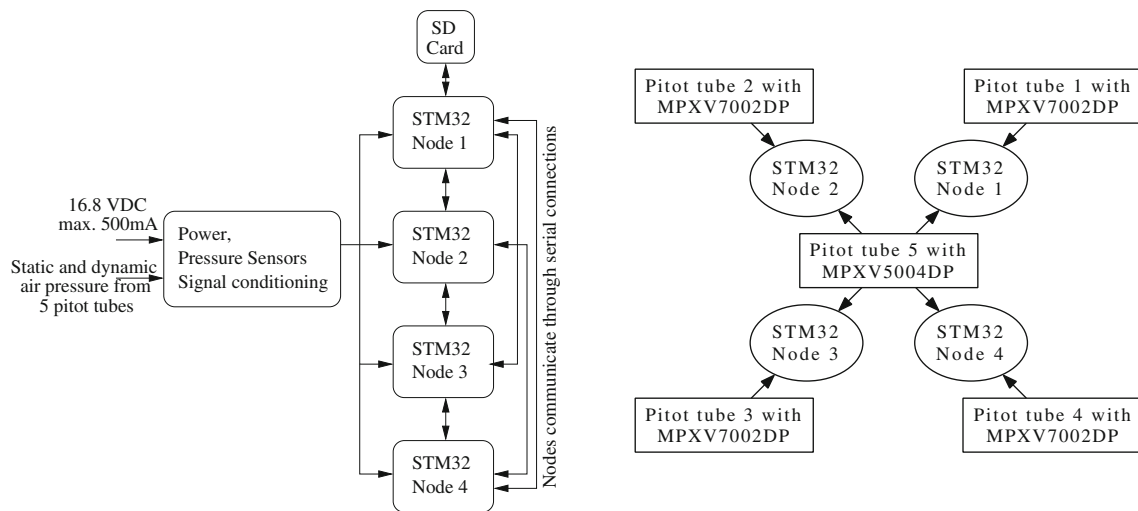 SD
Card
STM32
Node 1
16.8 VDC
max. 500mA
Static and dynamic
air pressure from
5 pitot tubes
Power,
Pressure Sensors
Signal conditioning
STM32
Node 2
STM32
Node 3
STM32
Node 4
Nodes communicate through serial connections
Pitot tube 2 with
MPXV7002DP
Pitot tube 1 with
MPXV7002DP
STM32
Node 2
STM32
Node 1
Pitot tube 5 with
MPXV5004DP
STM32
Node 3
STM32
Node 4
Pitot tube 3 with
MPXV7002DP
Pitot tube 4 with
MPXV7002DP